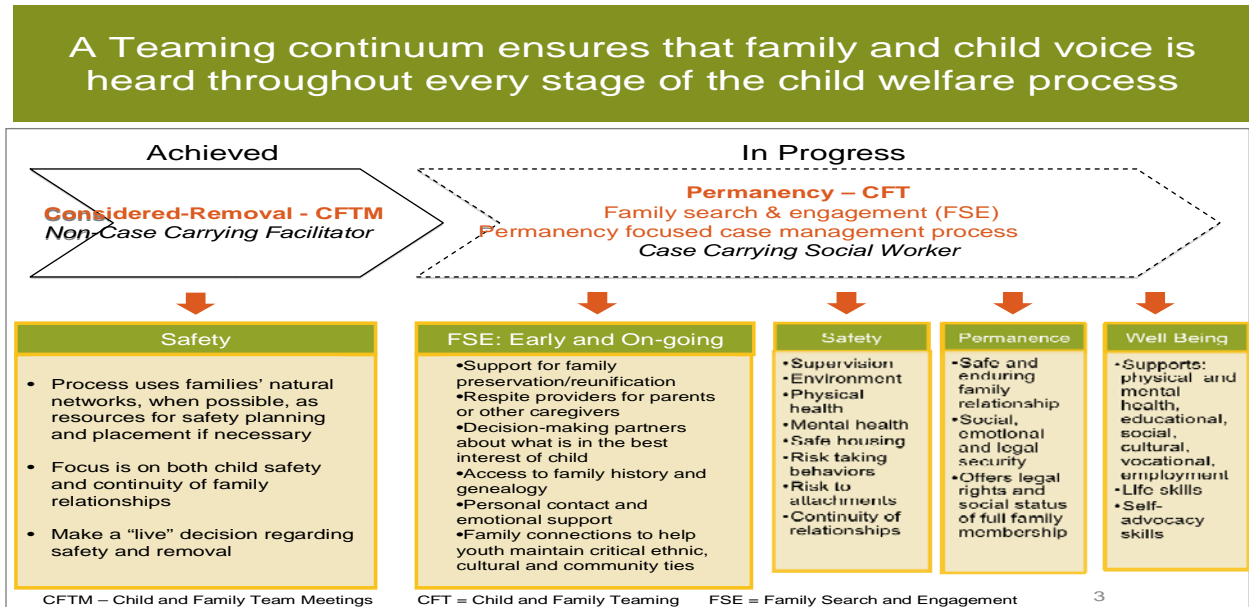 A Teaming continuum ensures that family and child voice is
heard throughout every stage of the child welfare process
Achieved
Considered-Removal - CFTM
Non-Case Carrying Facilitator
In Progress
Permanency – CFT
Family search & engagement (FSE)
Permanency focused case management process
Case Carrying Social Worker
Safety
• Process uses families' natural
networks, when possible, as
resources for safety planning
and placement if necessary
• Focus is on both child safety
and continuity of family
relationships
• Make a "live" decision regarding
safety and removal
FSE: Early and On-going
•Support for family
preservation/reunification
•Respite providers for parents
or other caregivers
•Decision-making partners
about what is in the best
interest of child
•Access to family history and
genealogy
•Personal contact and
emotional support
•Family connections to help
youth maintain critical ethnic,
cultural and community ties
Safety
•Supervision
•Environment
•Physical
health
•Mental health
•Safe housing
•Risk taking
behaviors
•Risk to
attachments
•Continuity of
relationships
Permanence
•Safe and
enduring
family
relationship
•Social,
emotional
and legal
security
•Offers legal
rights and
social status
of full family
membership
Well Being
•Supports:
physical and
mental
health,
educational,
social,
cultural,
vocational,
employment
•Life skills
•Self-
advocacy
skills
CFTM – Child and Family Team Meetings CFT = Child and Family Teaming FSE = Family Search and Engagement
3